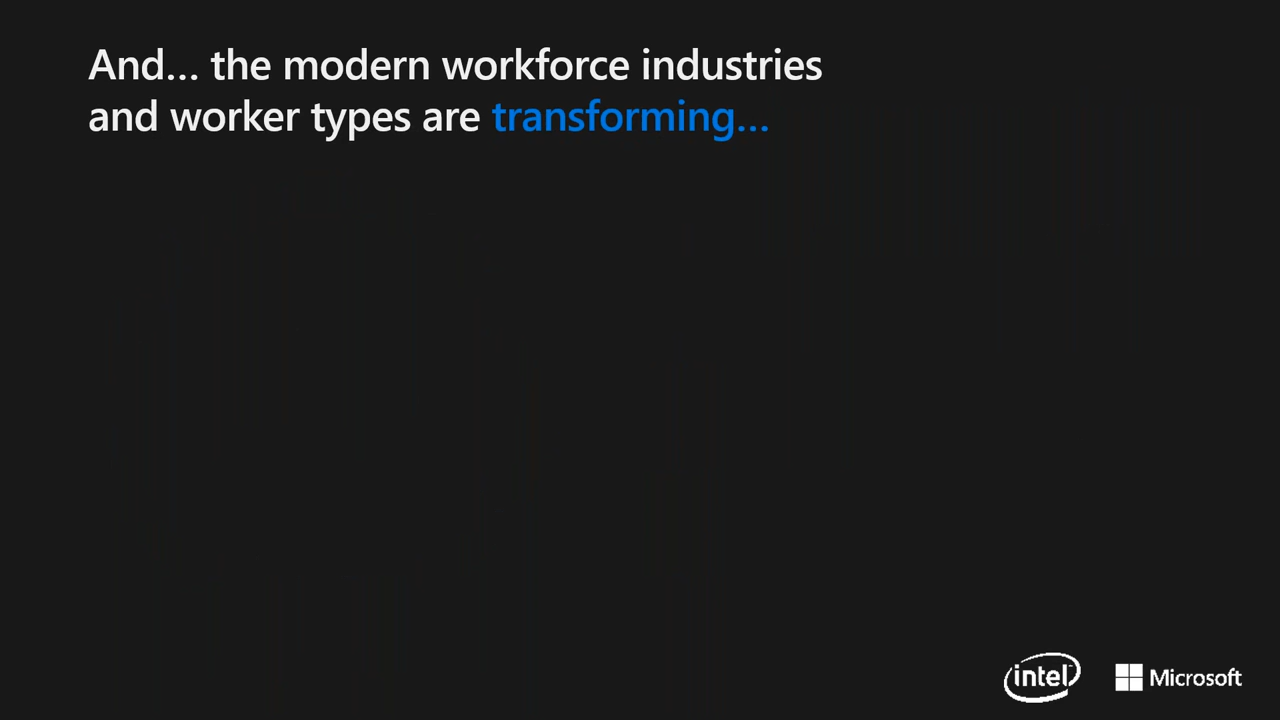 And… the modern workforce industries
and worker types are transforming…
intel
Microsoft